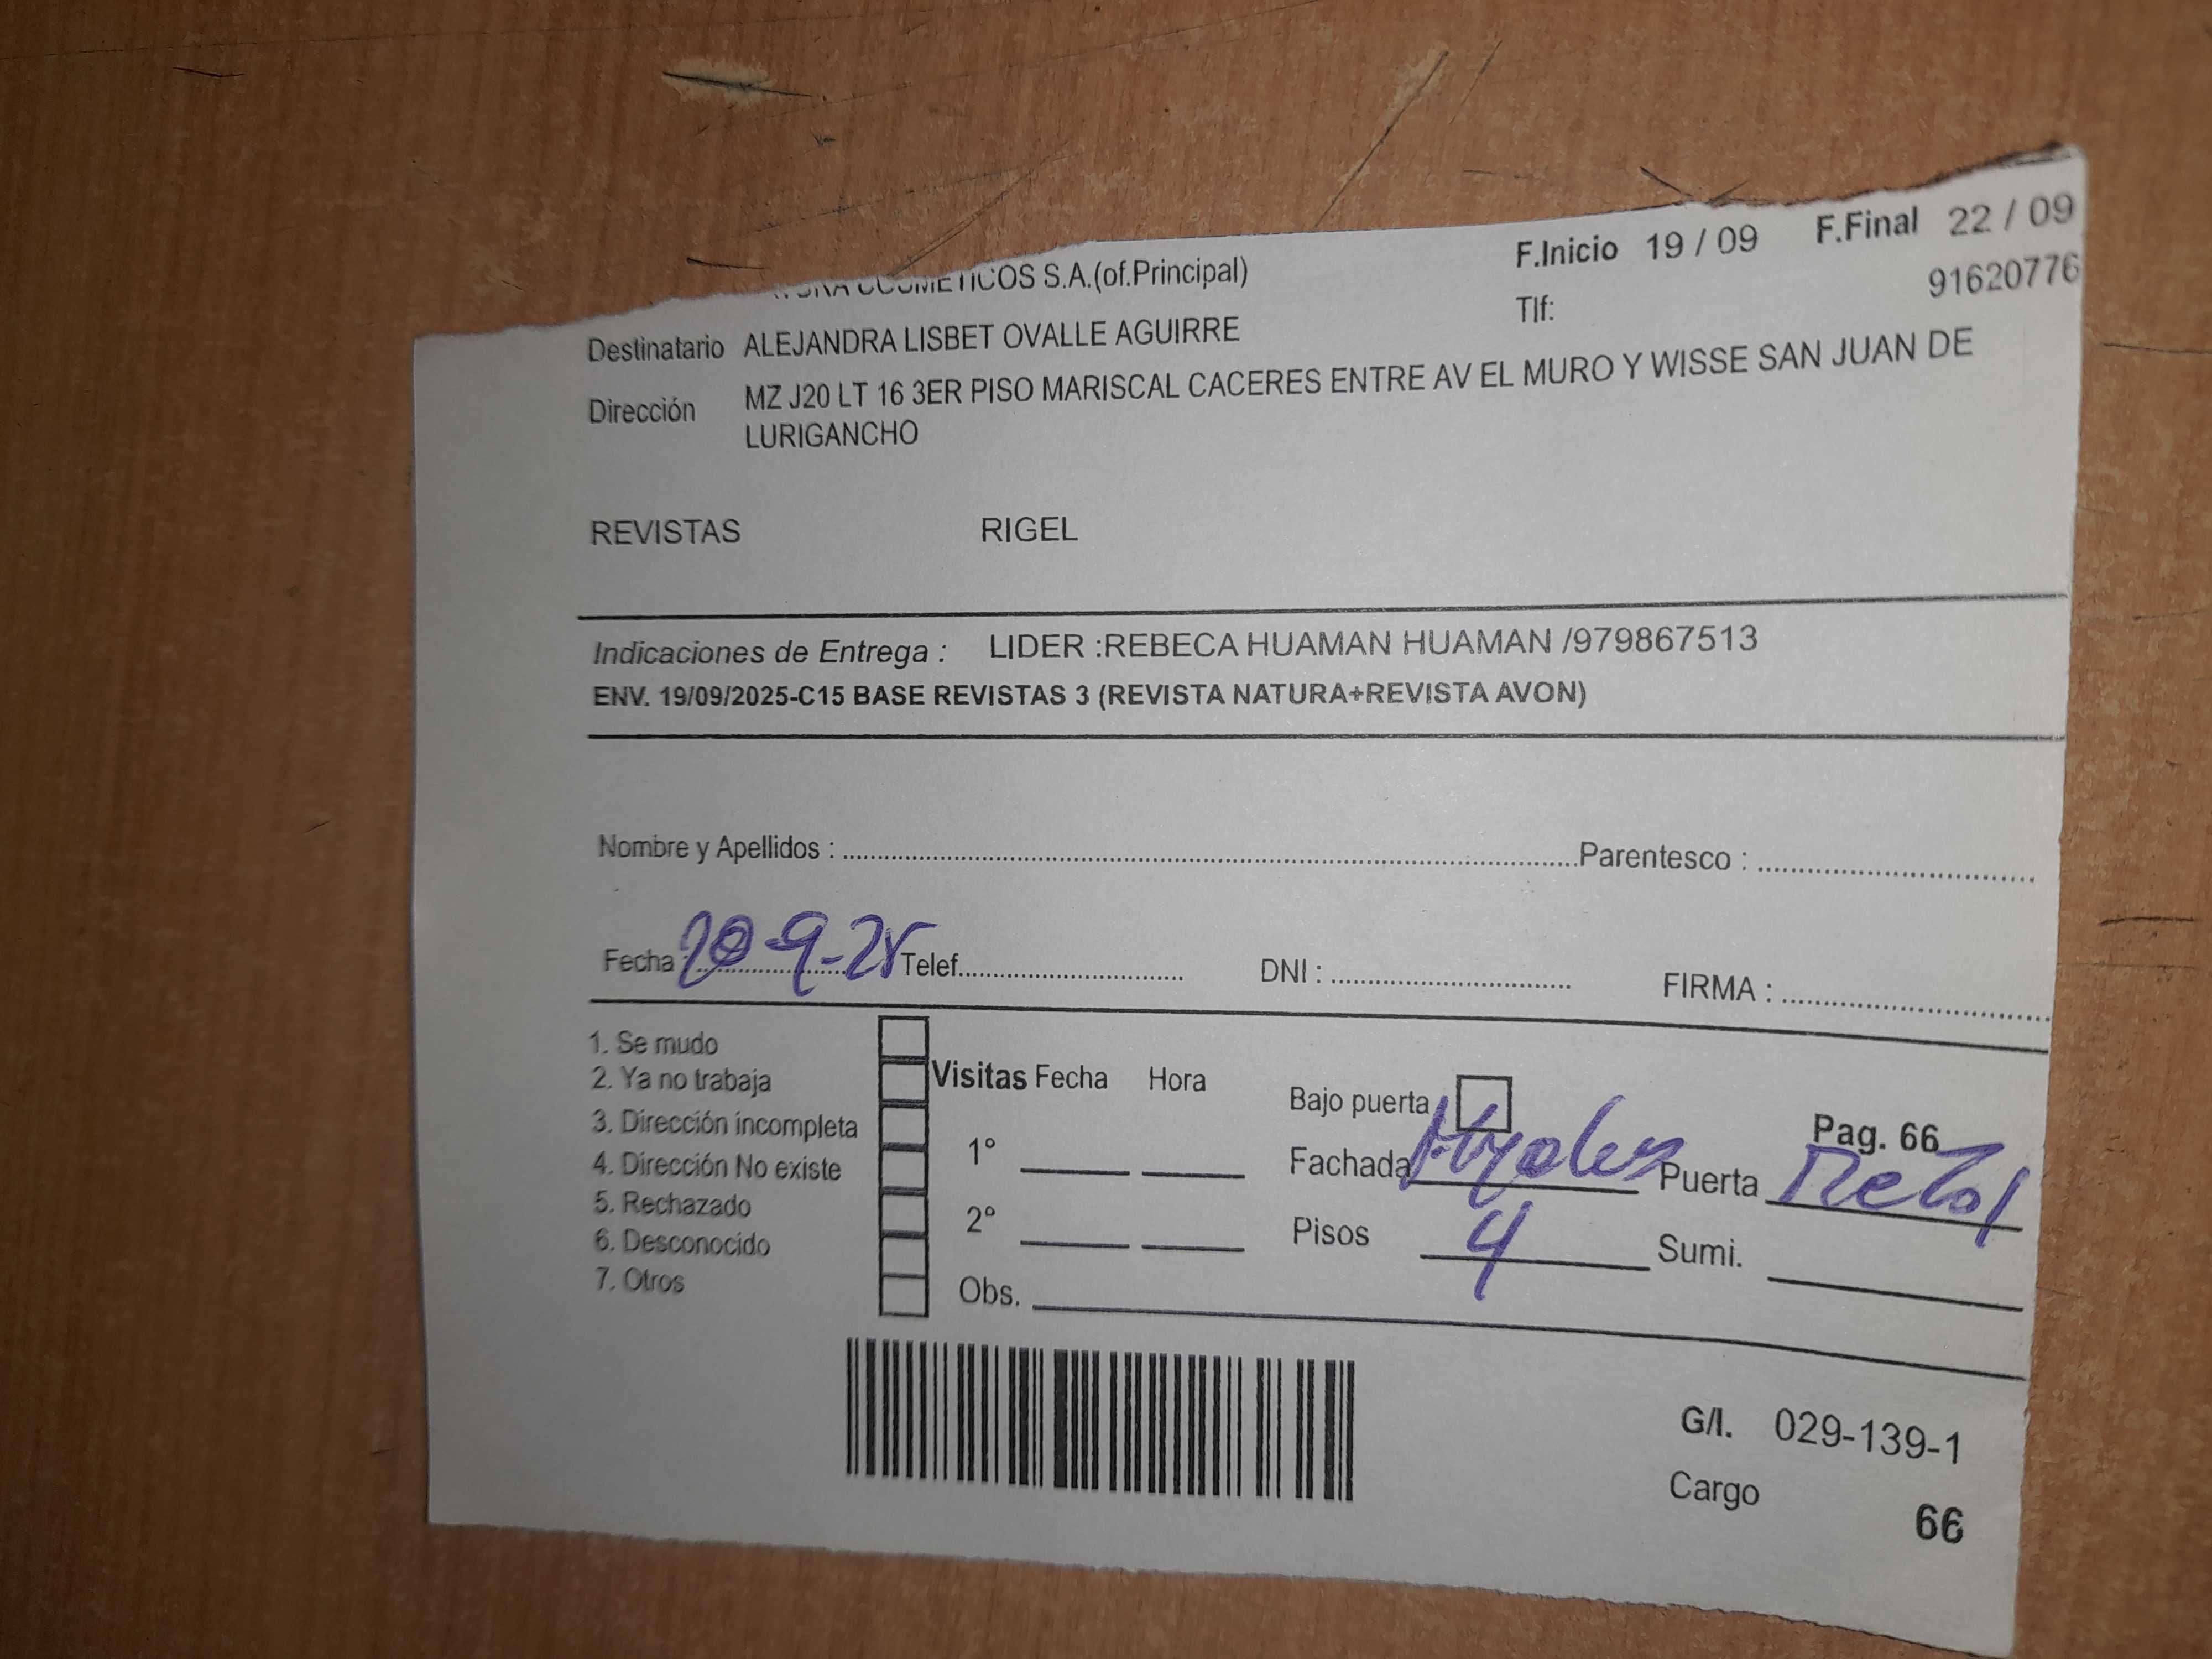 COSMETICOS S.A.(of.Principal) F.Inicio 19 / 09 F.Final 22 / 09
Tlf: 91620776
Destinatario ALEJANDRA LISBET OVALLE AGUIRRE
Dirección MZ J20 LT 16 3ER PISO MARISCAL CACERES ENTRE AV EL MURO Y WISSE SAN JUAN DE
LURIGANCHO
REVISTAS RIGEL
Indicaciones de Entrega : LIDER :REBECA HUAMAN HUAMAN /979867513
ENV. 19/09/2025-C15 BASE REVISTAS 3 (REVISTA NATURA+REVISTA AVON)
Nombre y Apellidos : Parentesco :
Fecha : 20-9-25 Telef. DNI : FIRMA :
1. Se mudo
2. Ya no trabaja
3. Dirección incompleta
4. Dirección No existe
5. Rechazado
6. Desconocido
7. Otros
Visitas Fecha Hora
1°
2°
Obs.
Bajo puerta
Pag. 66
Fachada Puerta Metal
Pisos 4 Sumi.
G/I. 029-139-1
Cargo 66